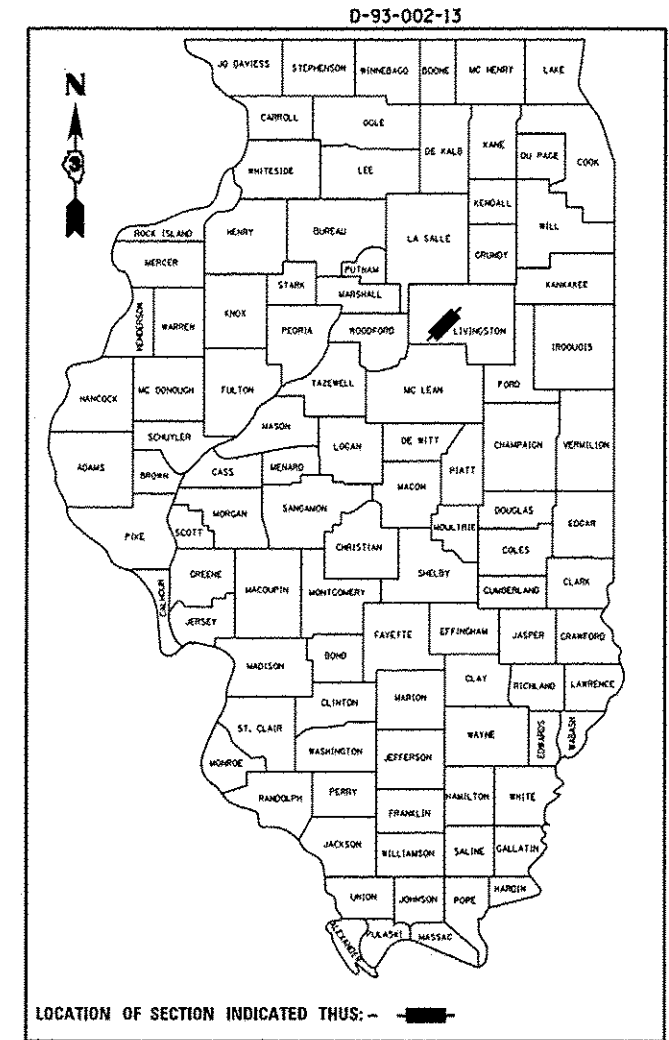 D-93-002-13
JO DAVIESS STEPHENSON WINNEBAGO BOONE MC HENRY LAKE
N
CARROLL OGLE
3
DE KALB KANE DU PAGE COOK
WHITESIDE LEE
KENDALL
ROCK ISLAND HENRY BUREAU LA SALLE WILL
MERCER GRUNDY
PUTNAM
STARK MARSHALL KANKAKEE
HENDERSON WARREN KNOX PEORIA WOODFORD LIVINGSTON IROQUOIS
HANCOCK MC DONOUGH FULTON TAZEWELL MC LEAN FORD
MASON
SCHUYLER LOGAN DE WITT CHAMPAIGN VERMILION
ADAMS BROWN CASS MENARD PIATT
MACON
MORGAN SANGAMON DOUGLAS
PIKE SCOTT MOULTRIE EDGAR
CHRISTIAN COLES
GREENE SHELBY
CALHOUN MACOUPIN MONTGOMERY CUMBERLAND CLARK
JERSEY FAYETTE EFFINGHAM JASPER CRAWFORD
MADISON BOND
CLAY RICHLAND LAWRENCE
CLINTON MARION
ST. CLAIR WAYNE EDWARDS WABASH
WASHINGTON JEFFERSON
MONROE
RANDOLPH PERRY HAMILTON WHITE
FRANKLIN
JACKSON WILLIAMSON SALINE GALLATIN
UNION JOHNSON POPE HARDIN
ALEXANDER PULASKI MASSAC
LOCATION OF SECTION INDICATED THUS: -